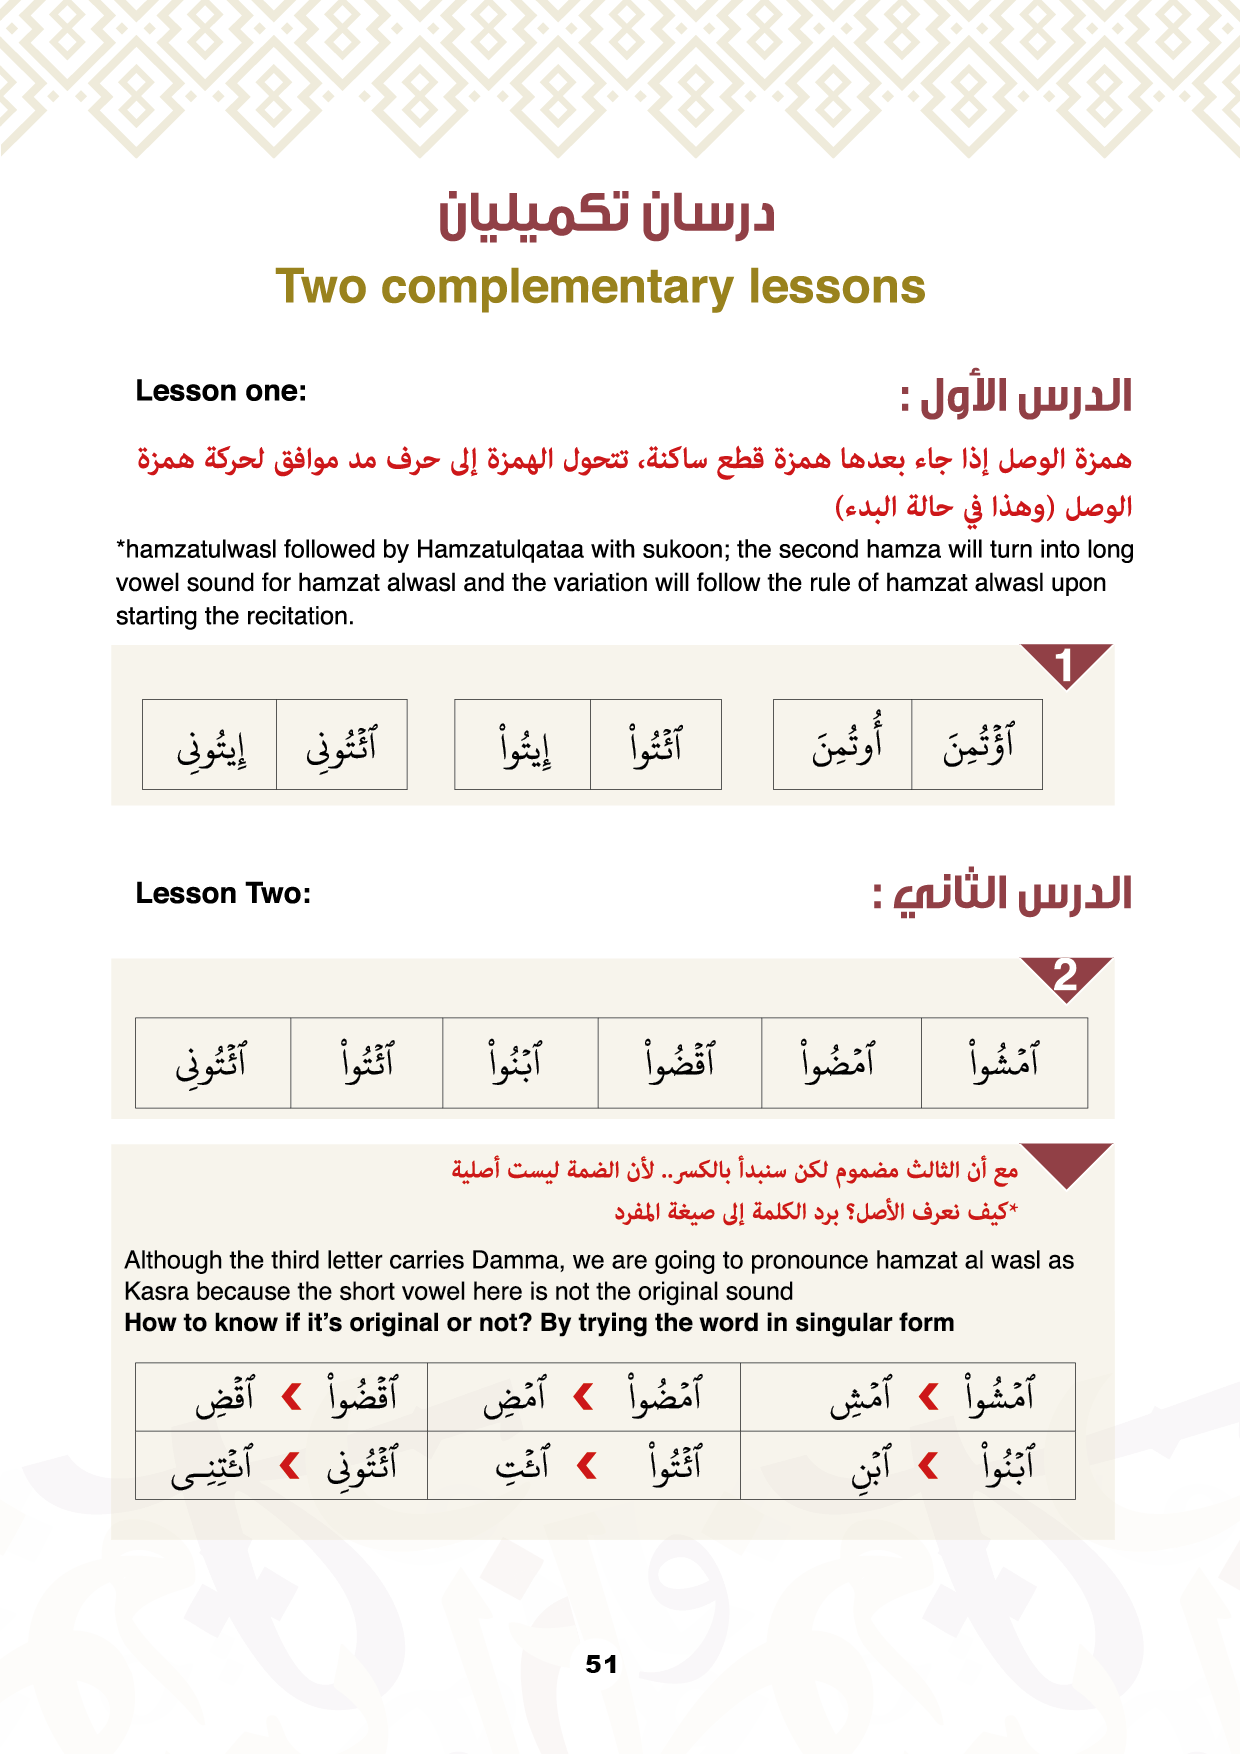 درسان تكميليان
Two complementary lessons
Lesson one:
الدرس الأول :
همزة الوصل إذا جاء بعدها همزة قطع ساكنة، تتحول الهمزة إلى حرف مد موافق لحركة همزة
الوصل (وهذا في حالة البدء)
*hamzatulwasl followed by Hamzatulqataa with sukoon; the second hamza will turn into long
vowel sound for hamzat alwasl and the variation will follow the rule of hamzat alwasl upon
starting the recitation.
1
ٱؤۡتُمِنَ أُوتُمِنَ ٱئۡتُواْ إِيتُواْ ٱئۡتُونِى إِيتُونِى
Lesson Two:
الدرس الثاني :
2
ٱمۡشُواْ ٱمۡضُواْ ٱقۡضُواْ ٱبۡنُواْ ٱئۡتُواْ ٱئۡتُونِى
مع أن الثالث مضموم لكن سنبدأ بالكسر.. لأن الضمة ليست أصلية
*كيف نعرف الأصل؟ برد الكلمة إلى صيغة المفرد
Although the third letter carries Damma, we are going to pronounce hamzat al wasl as
Kasra because the short vowel here is not the original sound
How to know if it’s original or not? By trying the word in singular form
ٱمۡشُواْ ٱمۡشِ ٱمۡضُواْ ٱمۡضِ ٱقۡضُواْ ٱقۡضِ
ٱبۡنُواْ ٱبۡنِ ٱئۡتُواْ ٱئۡتِ ٱئۡتُونِى ٱئۡتِنِـى
51